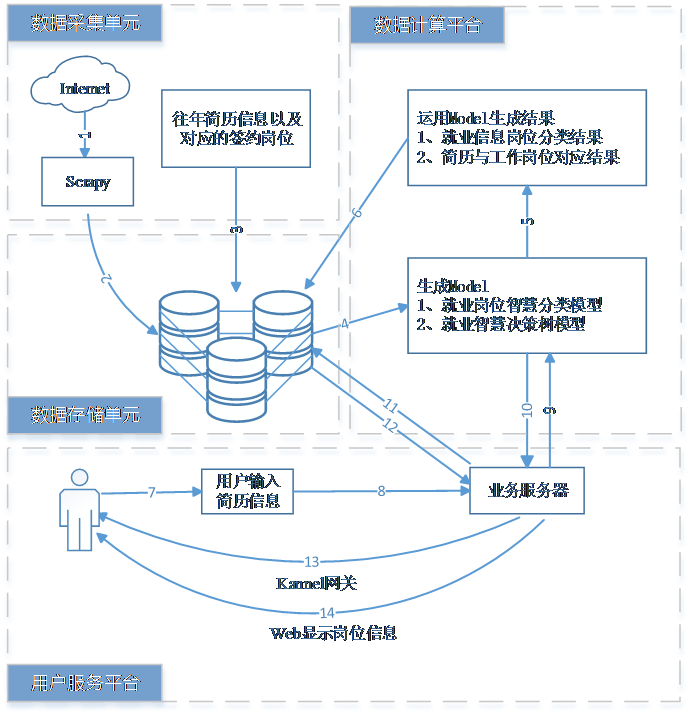 数据采集单元
Internet
1
Scrapy
往年简历信息以及
对应的签约岗位
2
3
数据计算平台
运用Model生成结果
1、就业信息岗位分类结果
2、简历与工作岗位对应结果
6
5
生成Model
1、就业岗位智慧分类模型
2、就业智慧决策树模型
4
数据存储单元
11
12
10
9
7
用户输入
简历信息
8
业务服务器
13
Kannel网关
14
Web显示岗位信息
用户服务平台